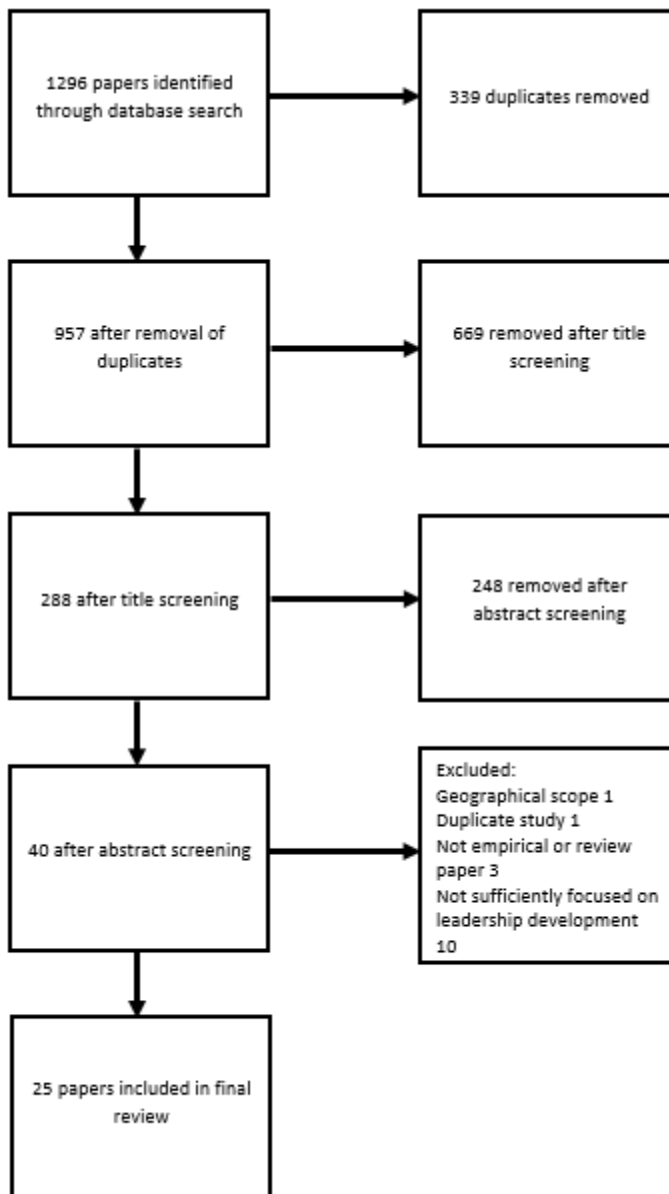 1296 papers identified
through database search
339 duplicates removed
957 after removal of
duplicates
669 removed after title
screening
288 after title screening
248 removed after
abstract screening
40 after abstract screening
Excluded:
Geographical scope 1
Duplicate study 1
Not empirical or review
paper 3
Not sufficiently focused on
leadership development
10
25 papers included in final
review